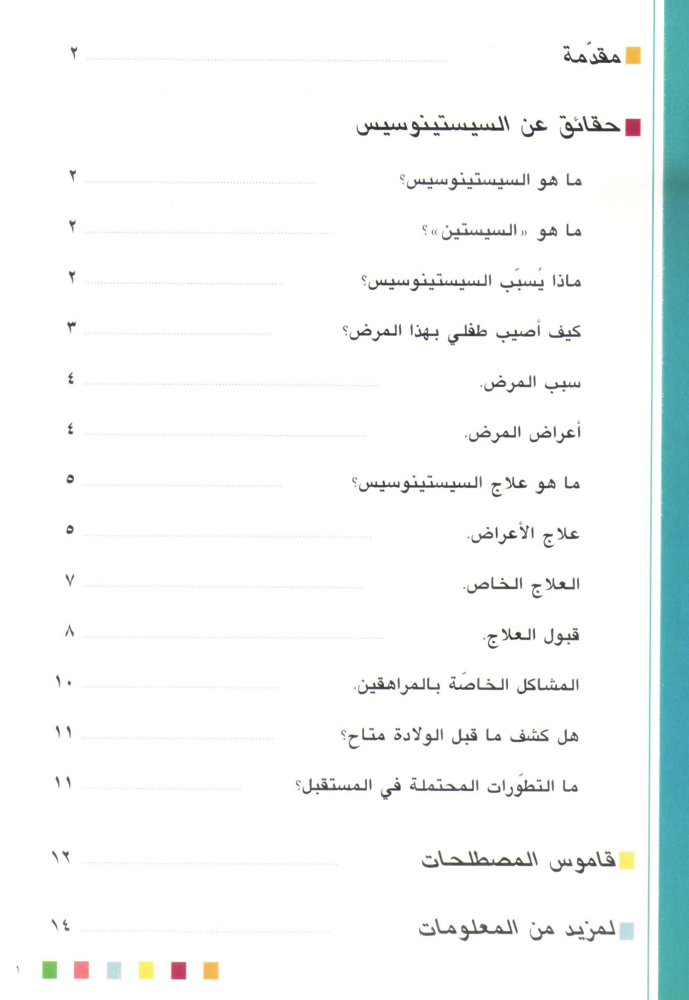 مقدّمة ٢
حقائق عن السيستينوسيس
ما هو السيستينوسيس؟ ٢
ما هو «السيستين»؟ ٢
ماذا يُسبّب السيستينوسيس؟ ٢
كيف أصيب طفلي بهذا المرض؟ ٣
سبب المرض. ٤
أعراض المرض. ٤
ما هو علاج السيستينوسيس؟ ٥
علاج الأعراض. ٥
العلاج الخاص. ٧
قبول العلاج. ٨
المشاكل الخاصّة بالمراهقين. ١٠
هل كشف ما قبل الولادة متاح؟ ١١
ما التطوّرات المحتملة في المستقبل؟ ١١
قاموس المصطلحات ١٢
لمزيد من المعلومات ١٤
١